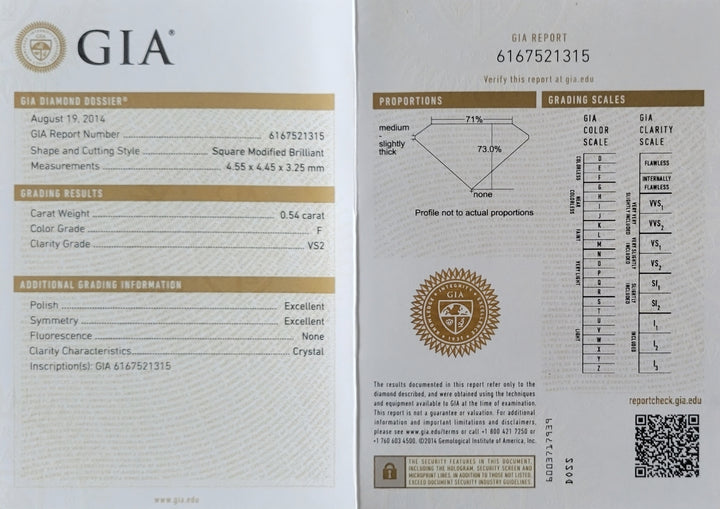 GIA®
GIA DIAMOND DOSSIER®
August 19, 2014
GIA Report Number 6167521315
Shape and Cutting Style Square Modified Brilliant
Measurements 4.55 x 4.45 x 3.25 mm
GRADING RESULTS
Carat Weight 0.54 carat
Color Grade F
Clarity Grade VS2
ADDITIONAL GRADING INFORMATION
Polish Excellent
Symmetry Excellent
Fluorescence None
Clarity Characteristics Crystal
Inscription(s): GIA 6167521315
www.gia.edu
GIA REPORT
6167521315
Verify this report at gia.edu
PROPORTIONS
71%
medium
-
slightly
thick
73.0%
none
Profile not to actual proportions
GIA
The results documented in this report refer only to the
diamond described, and were obtained using the techniques
and equipment available to GIA at the time of examination.
This report is not a guarantee or valuation. For additional
information and important limitations and disclaimers,
please see www.gia.edu/terms or call +1 800 421 7250 or
+1 760 603 4500. ©2014 Gemological Institute of America, Inc.
THE SECURITY FEATURES IN THIS DOCUMENT,
INCLUDING THE HOLOGRAM, SECURITY SCREEN AND
MICROPRINT LINES, IN ADDITION TO THOSE NOT LISTED,
EXCEED DOCUMENT SECURITY INDUSTRY GUIDELINES.
GRADING SCALES
GIA
COLOR
SCALE
COLORLESS
NEAR COLORLESS
FAINT
VERY LIGHT
LIGHT
D
E
F
G
H
I
J
K
L
M
N
O
P
Q
R
S
T
U
V
W
X
Y
Z
GIA
CLARITY
SCALE
FLAWLESS
INTERNALLY
FLAWLESS
VERY VERY
SLIGHTLY INCLUDED
VVS1
VVS2
VERY SLIGHTLY
INCLUDED
VS1
VS2
SLIGHTLY
INCLUDED
SI1
SI2
INCLUDED
I1
I2
I3
reportcheck.gia.edu